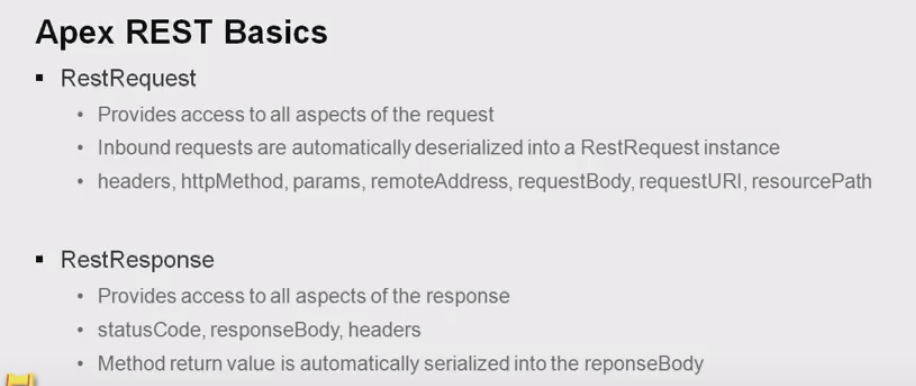 Apex REST Basics
▪ RestRequest
• Provides access to all aspects of the request
• Inbound requests are automatically deserialized into a RestRequest instance
• headers, httpMethod, params, remoteAddress, requestBody, requestURI, resourcePath
▪ RestResponse
• Provides access to all aspects of the response
• statusCode, responseBody, headers
• Method return value is automatically serialized into the reponseBody